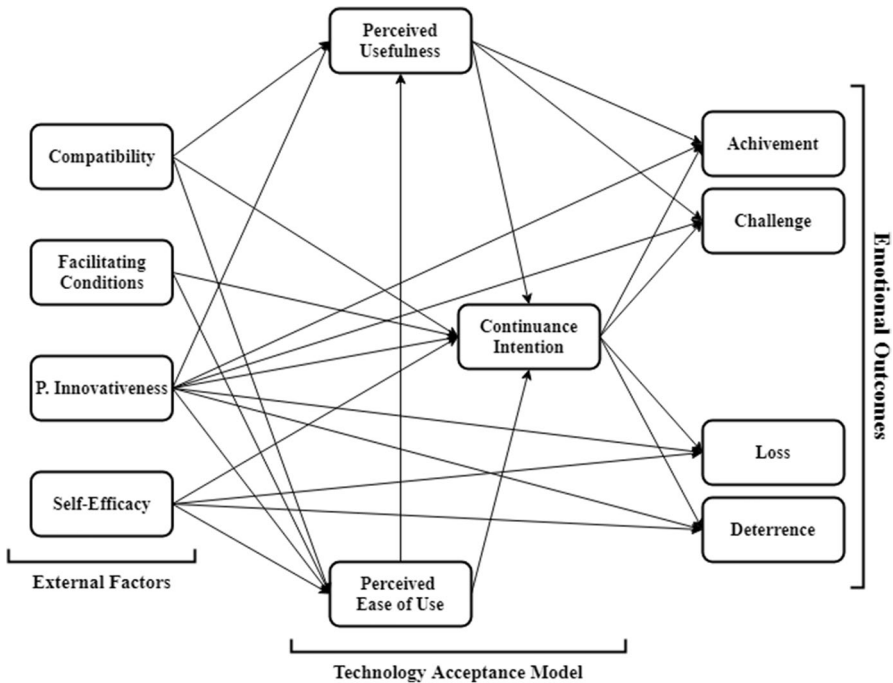 Perceived
Usefulness
Compatibility
Achivement
Challenge
Facilitating
Conditions
Continuance
Intention
Emotional Outcomes
P. Innovativeness
Loss
Self-Efficacy
Deterrence
External Factors
Perceived
Ease of Use
Technology Acceptance Model